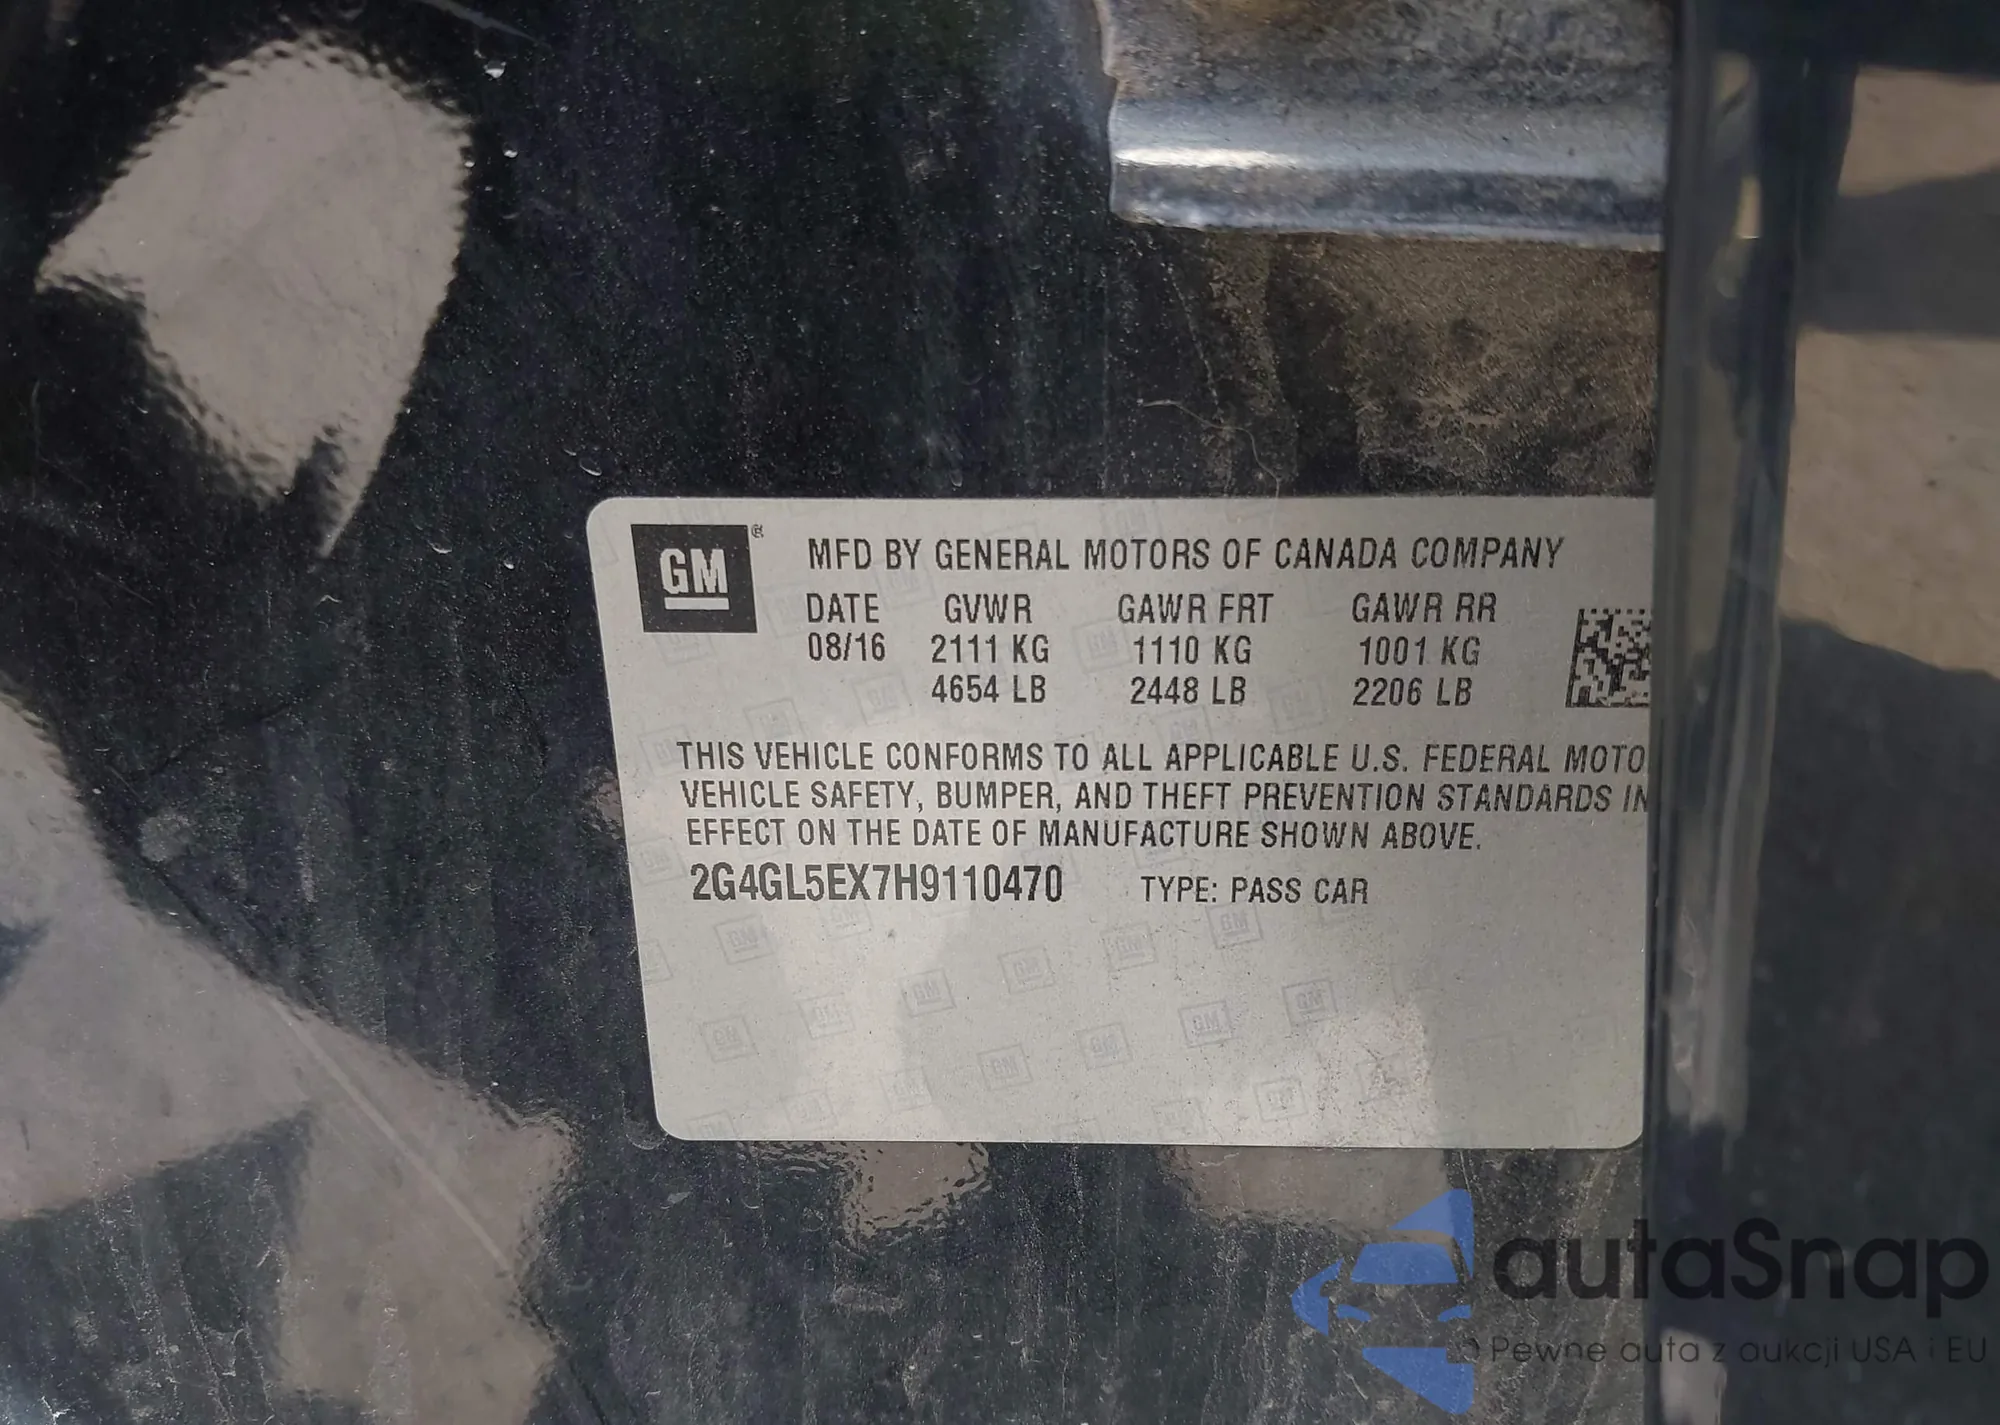 GM®
MFD BY GENERAL MOTORS OF CANADA COMPANY
DATE GVWR GAWR FRT GAWR RR
08/16 2111 KG 1110 KG 1001 KG
4654 LB 2448 LB 2206 LB
THIS VEHICLE CONFORMS TO ALL APPLICABLE U.S. FEDERAL MOTO
VEHICLE SAFETY, BUMPER, AND THEFT PREVENTION STANDARDS IN
EFFECT ON THE DATE OF MANUFACTURE SHOWN ABOVE.
2G4GL5EX7H9110470 TYPE: PASS CAR
autaSnap
Pewne auta z aukcji USA i EU